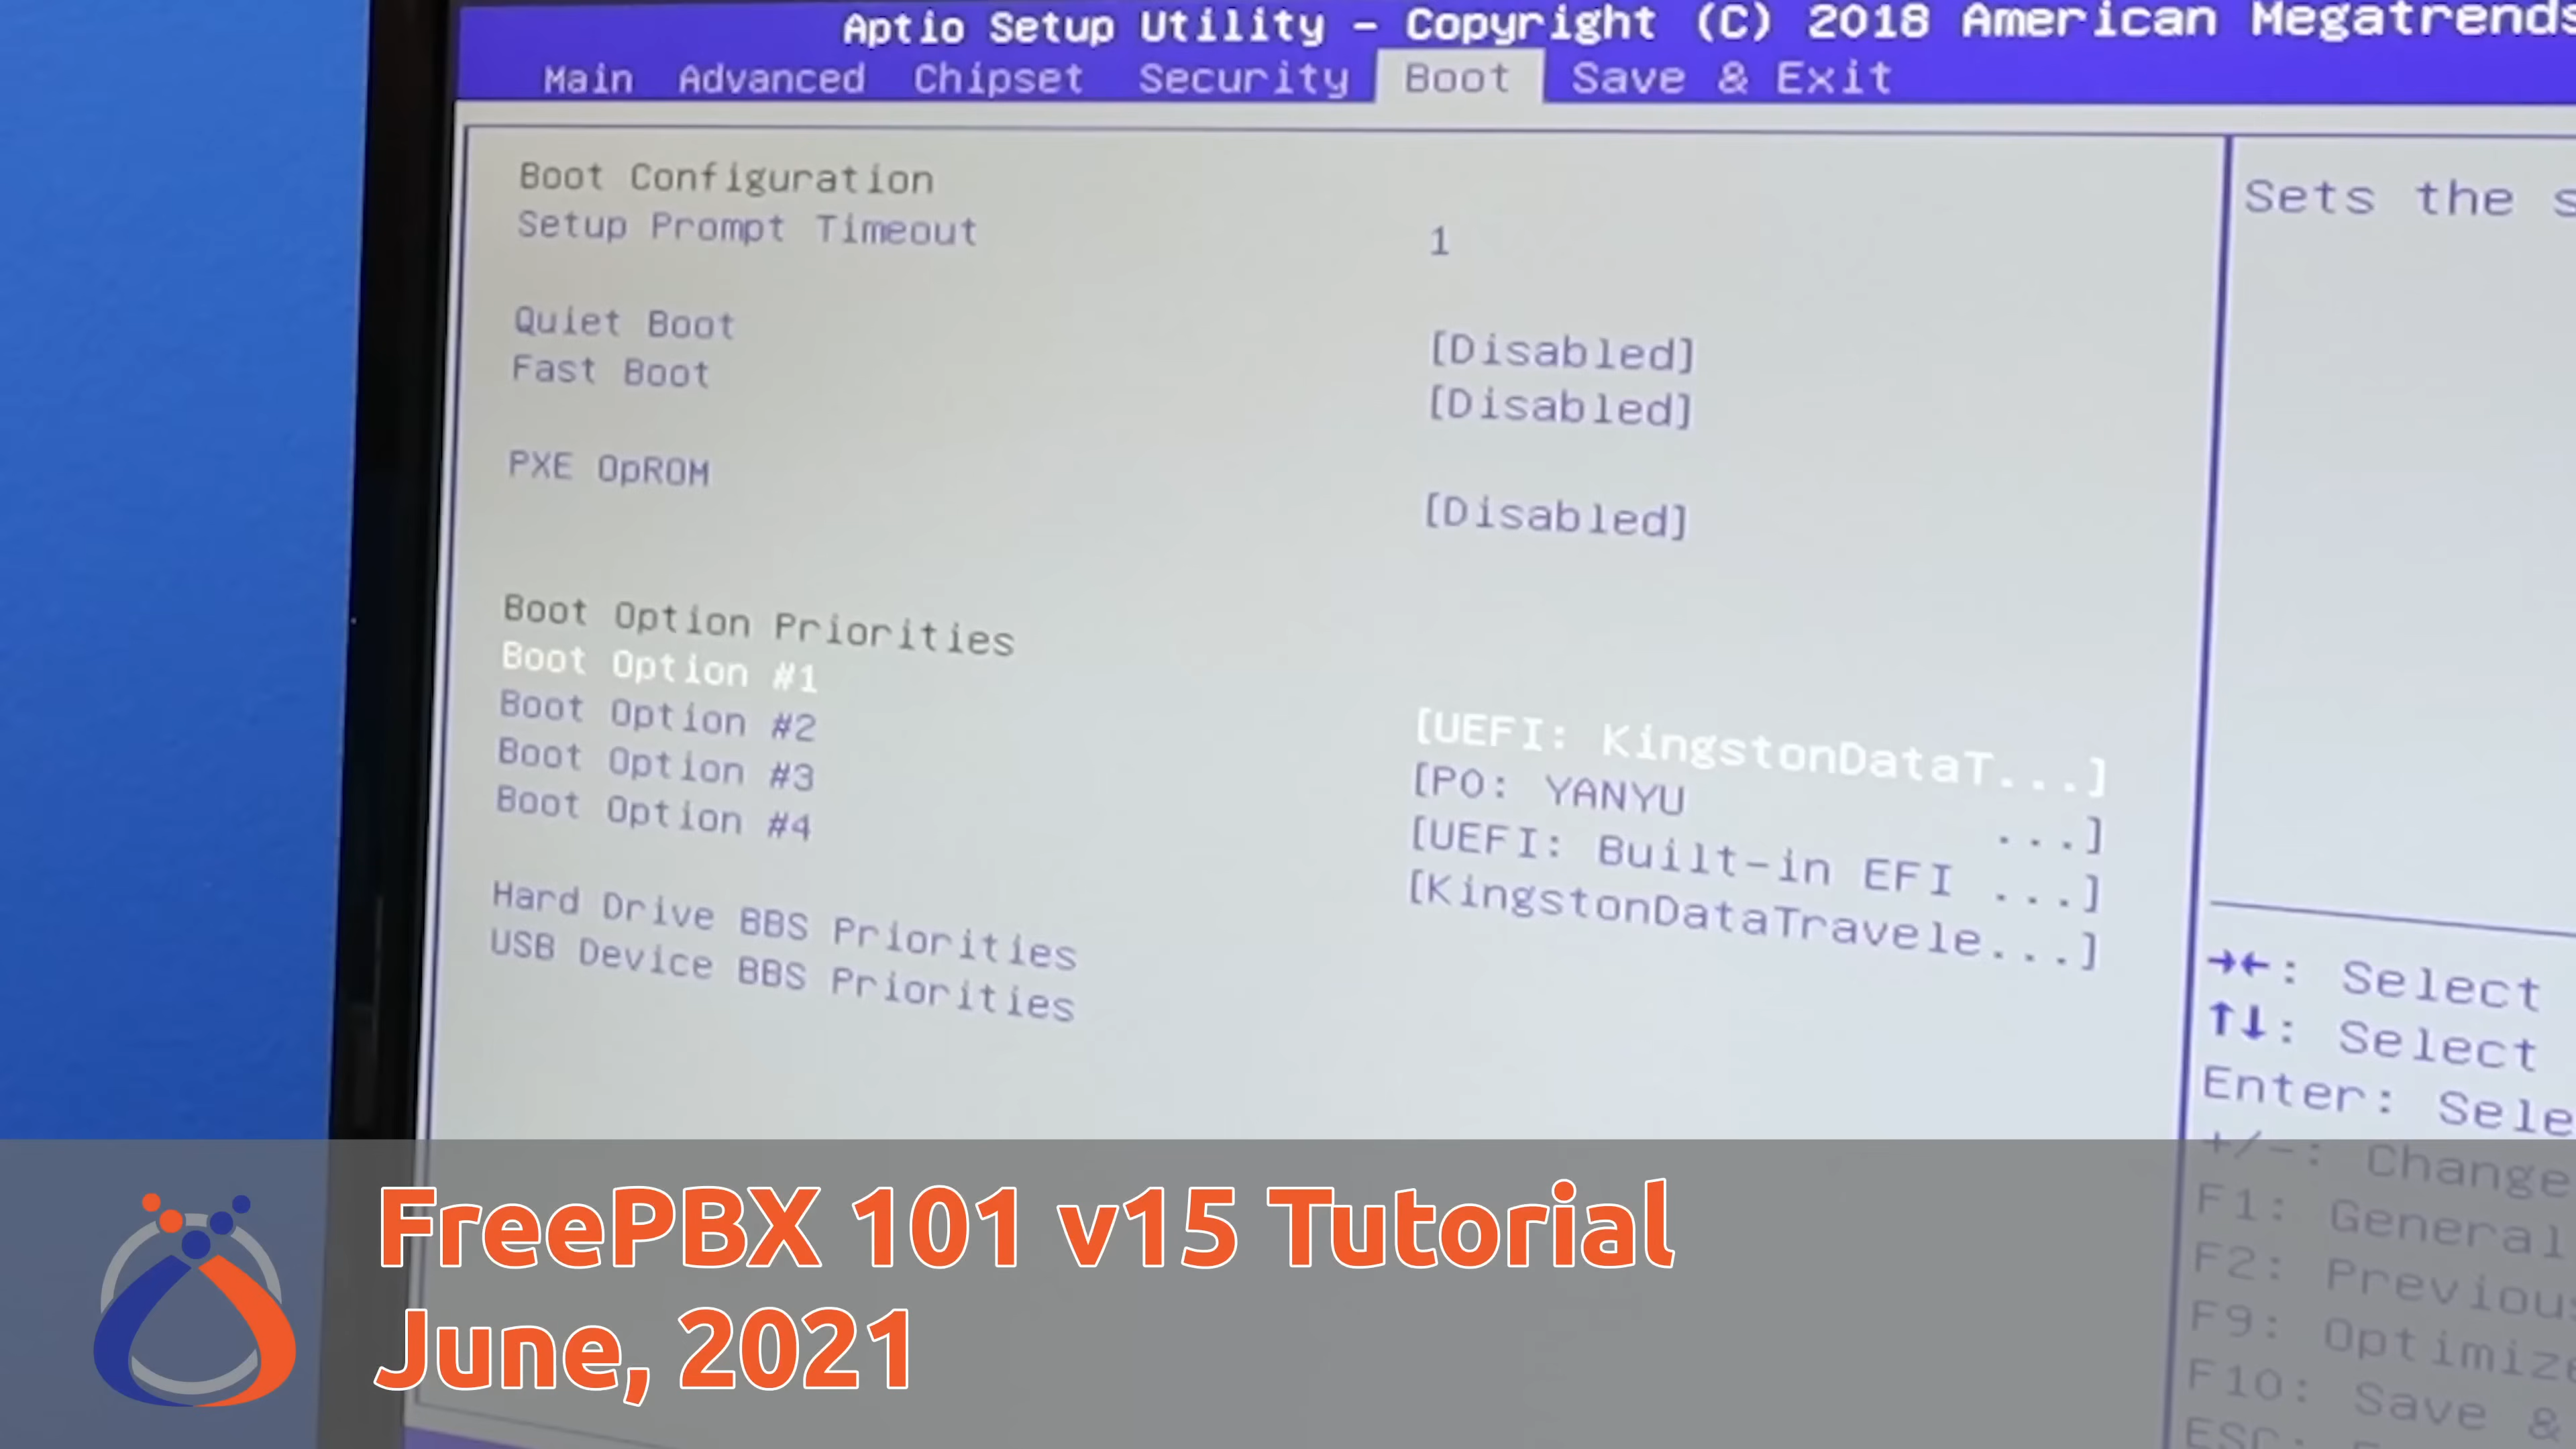 Aptio Setup Utility – Copyright (C) 2018 American Megatrends
Main Advanced Chipset Security Boot Save & Exit
Boot Configuration
Setup Prompt Timeout 1
Quiet Boot [Disabled]
Fast Boot [Disabled]
PXE OpROM [Disabled]
Boot Option Priorities
Boot Option #1 [UEFI: KingstonDataT...]
Boot Option #2 [P0: YANYU ...]
Boot Option #3 [UEFI: Built-in EFI ...]
Boot Option #4 [KingstonDataTravele...]
Hard Drive BBS Priorities
USB Device BBS Priorities
Sets the
→←: Select
↑↓: Select
Enter: Sele
+/-: Change
F1: General
F2: Previous
F9: Optimize
F10: Save &
ESC:
FreePBX 101 v15 Tutorial
June, 2021